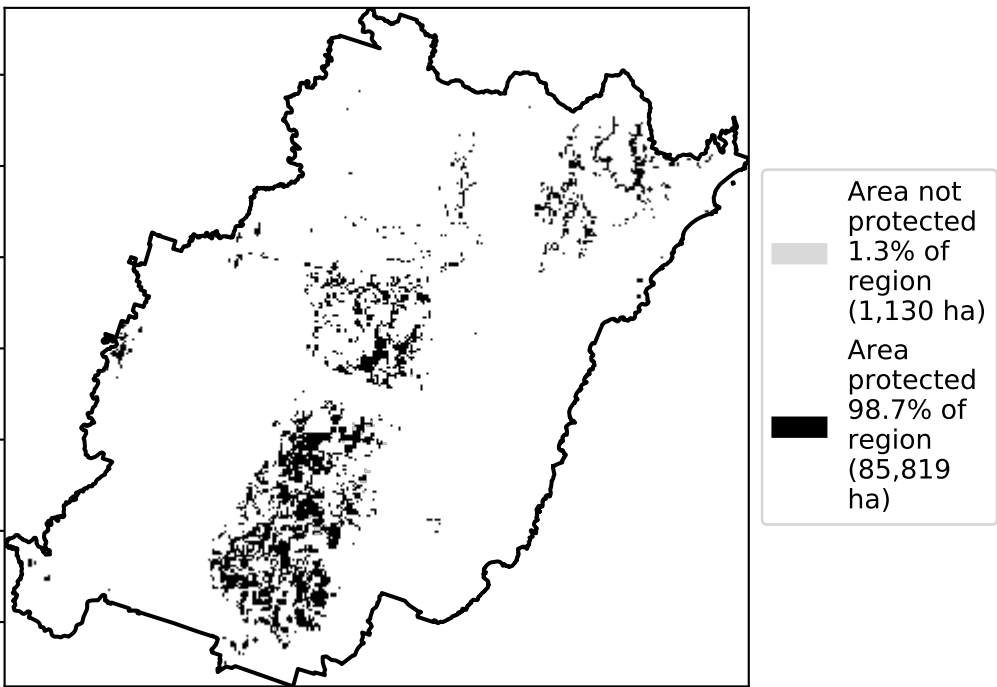 Area not
protected
1.3% of
region
(1,130 ha)
Area
protected
98.7% of
region
(85,819
ha)